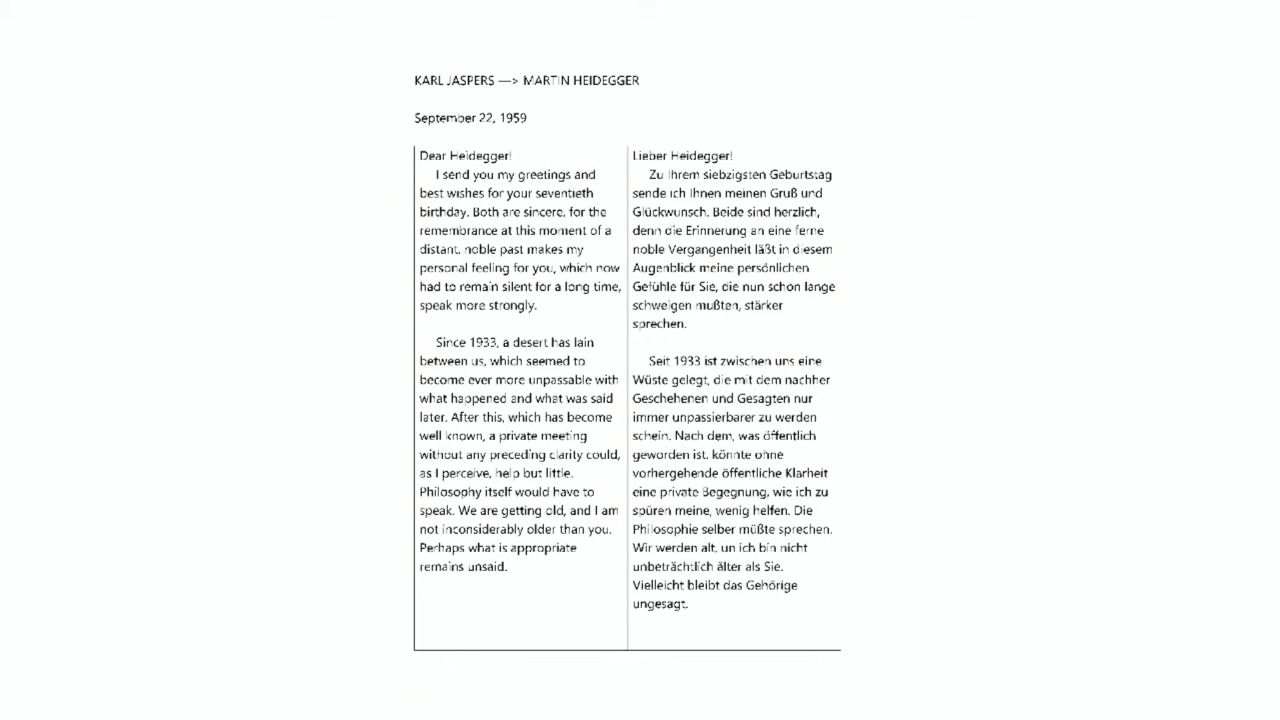 KARL JASPERS —> MARTIN HEIDEGGER
September 22, 1959
Dear Heidegger!
I send you my greetings and
best wishes for your seventieth
birthday. Both are sincere, for the
remembrance at this moment of a
distant, noble past makes my
personal feeling for you, which now
had to remain silent for a long time,
speak more strongly.
Since 1933, a desert has lain
between us, which seemed to
become ever more unpassable with
what happened and what was said
later. After this, which has become
well known, a private meeting
without any preceding clarity could,
as I perceive, help but little.
Philosophy itself would have to
speak. We are getting old, and I am
not inconsiderably older than you.
Perhaps what is appropriate
remains unsaid.
Lieber Heidegger!
Zu Ihrem siebzigsten Geburtstag
sende ich Ihnen meinen Gruß und
Glückwunsch. Beide sind herzlich,
denn die Erinnerung an eine ferne
noble Vergangenheit läßt in diesem
Augenblick meine persönlichen
Gefühle für Sie, die nun schon lange
schweigen mußten, stärker
sprechen.
Seit 1933 ist zwischen uns eine
Wüste gelegt, die mit dem nachher
Geschehenen und Gesagten nur
immer unpassierbarer zu werden
schein. Nach dem, was öffentlich
geworden ist, könnte ohne
vorhergehende öffentliche Klarheit
eine private Begegnung, wie ich zu
spüren meine, wenig helfen. Die
Philosophie selber müßte sprechen.
Wir werden alt, un ich bin nicht
unbeträchtlich älter als Sie.
Vielleicht bleibt das Gehörige
ungesagt.